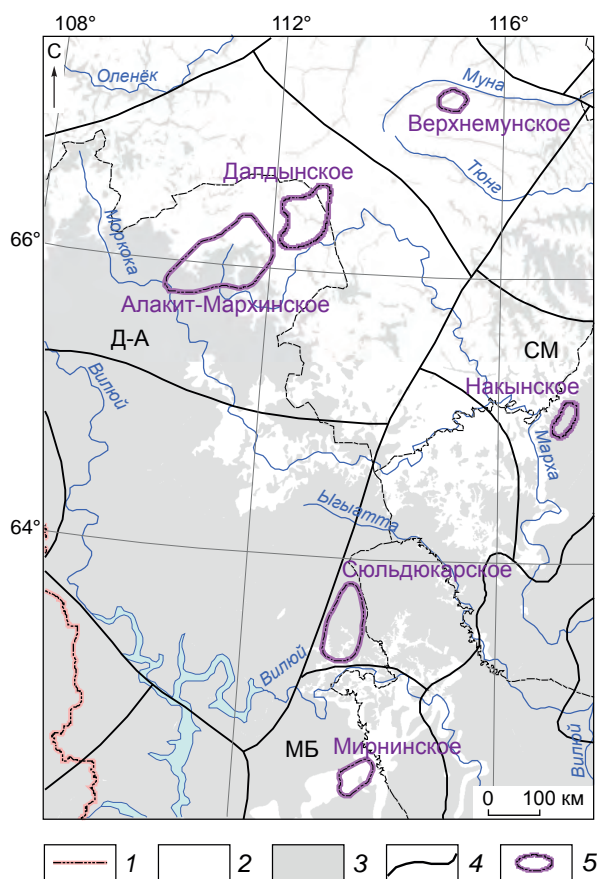 108°
112°
116°
С
Оленёк
Муна
Верхнемунское
Далдынское
Тюнг
Моркока
66°
Алакит-Мархинское
Д-А
СМ
Вилюй
Накынское
Марха
64°
Ыгыатта
Сюльдюкарское
Вилюй
МБ
Мирнинское
Вилюй
0 100 км
1 2 3 4 5